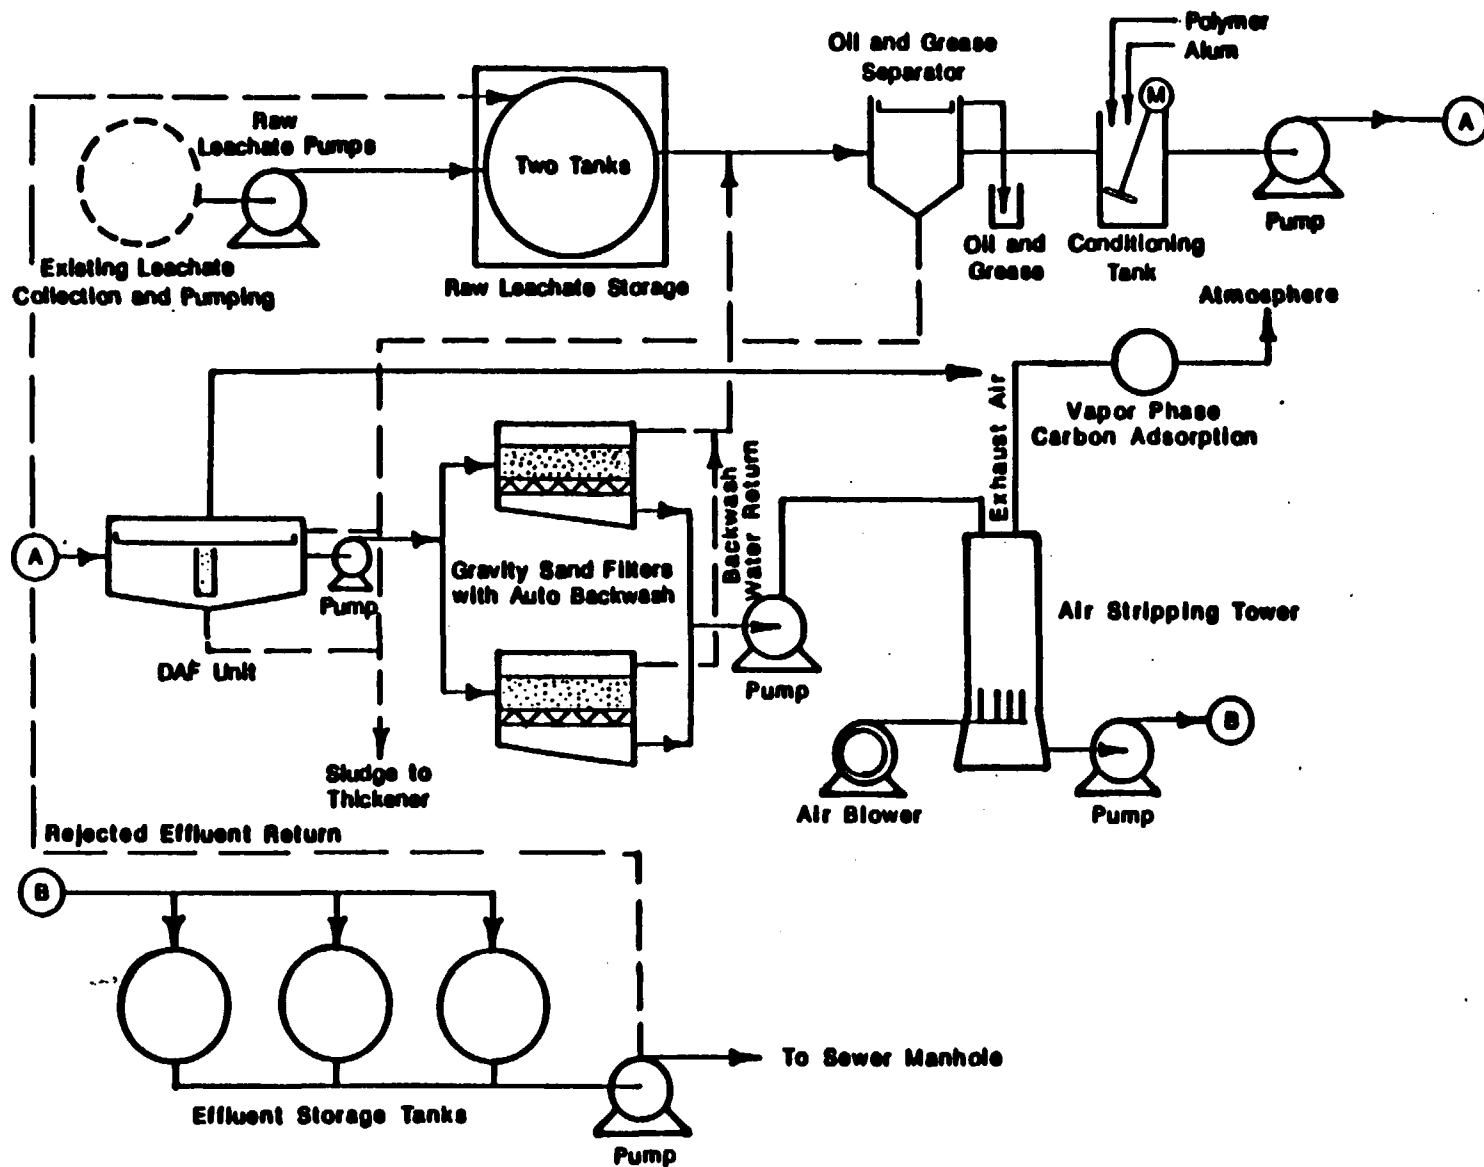 Polymer
Alum
Oil and Grease
Separator
M
A
Raw
Leachate Pumps
Two Tanks
Pump
Oil and
Grease
Conditioning
Tank
Existing Leachate
Collection and Pumping
Raw Leachate Storage
Atmosphere
Exhaust Air
Vapor Phase
Carbon Adsorption
Backwash
Water Return
A
Gravity Sand Filters
with Auto Backwash
Pump
DAF Unit
Air Stripping Tower
Pump
B
Sludge to
Thickener
Air Blower
Pump
Rejected Effluent Return
B
To Sewer Manhole
Effluent Storage Tanks
Pump